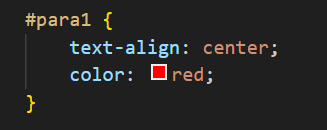 #para1 {
    text-align: center;
    color: red;
}